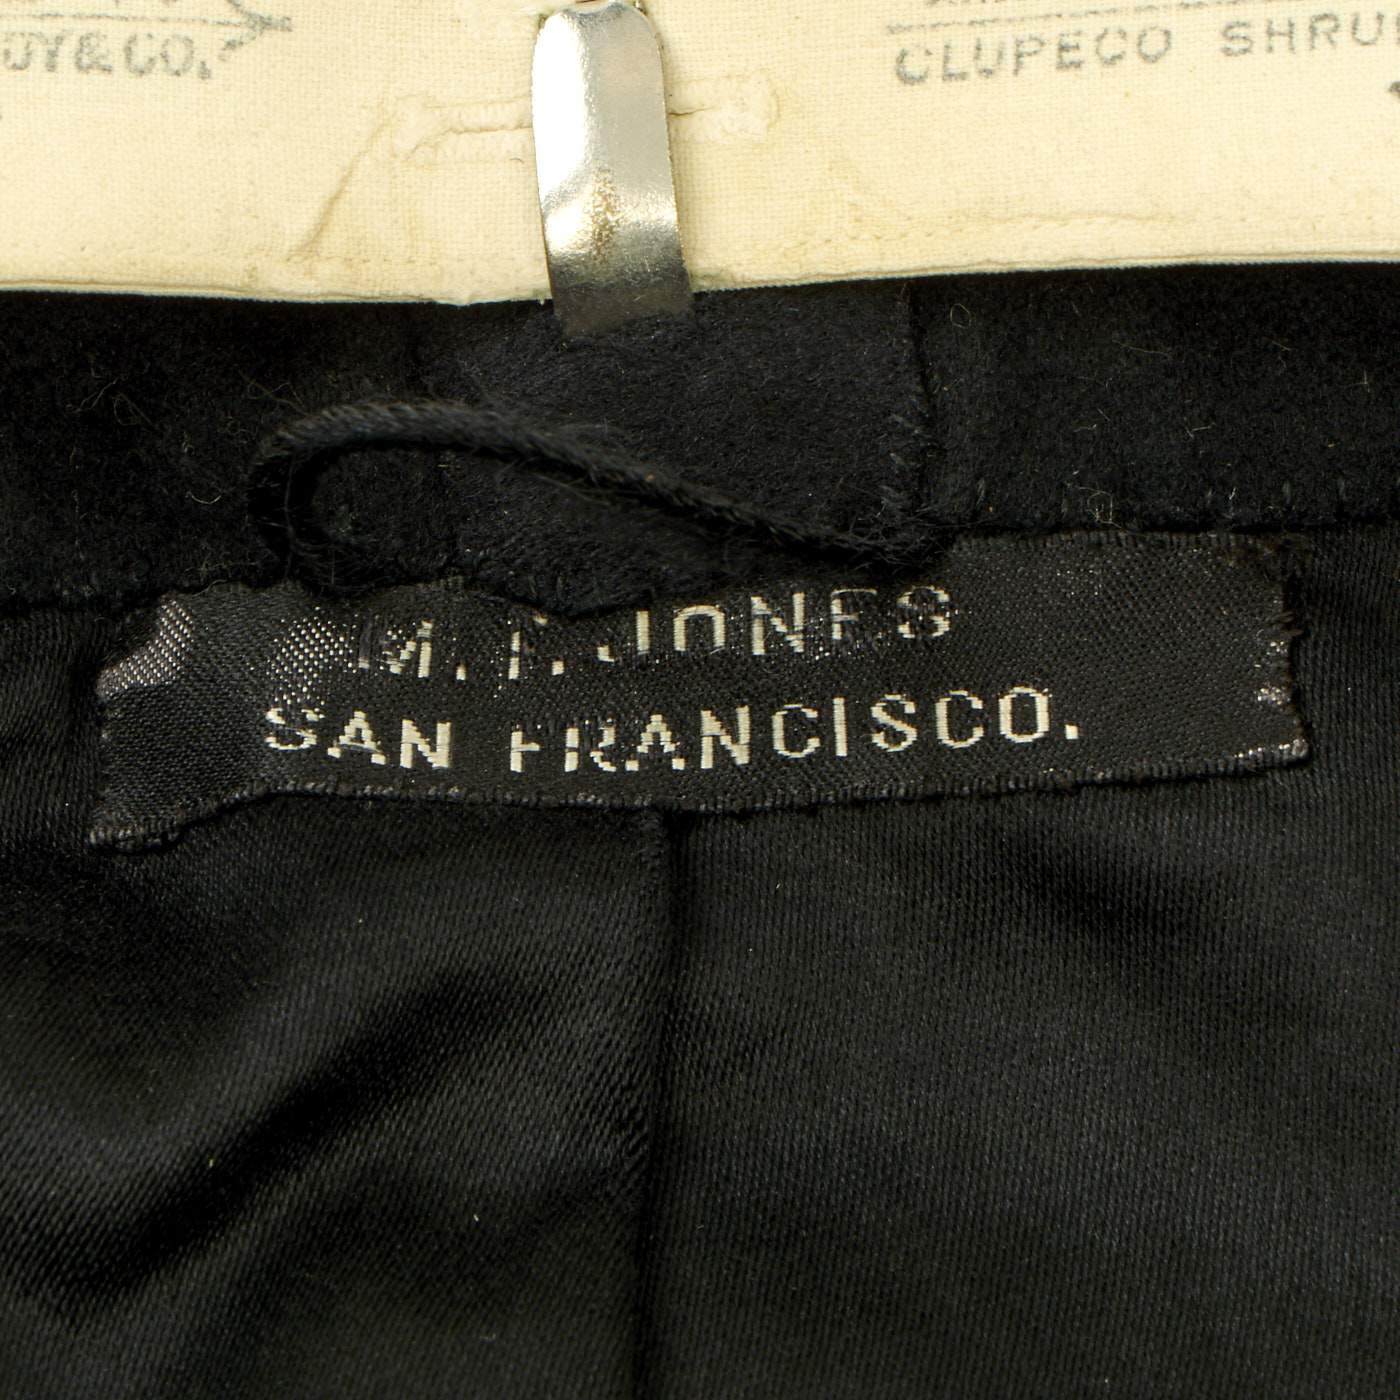 CLUPECO
M. F. JONES
SAN FRANCISCO.